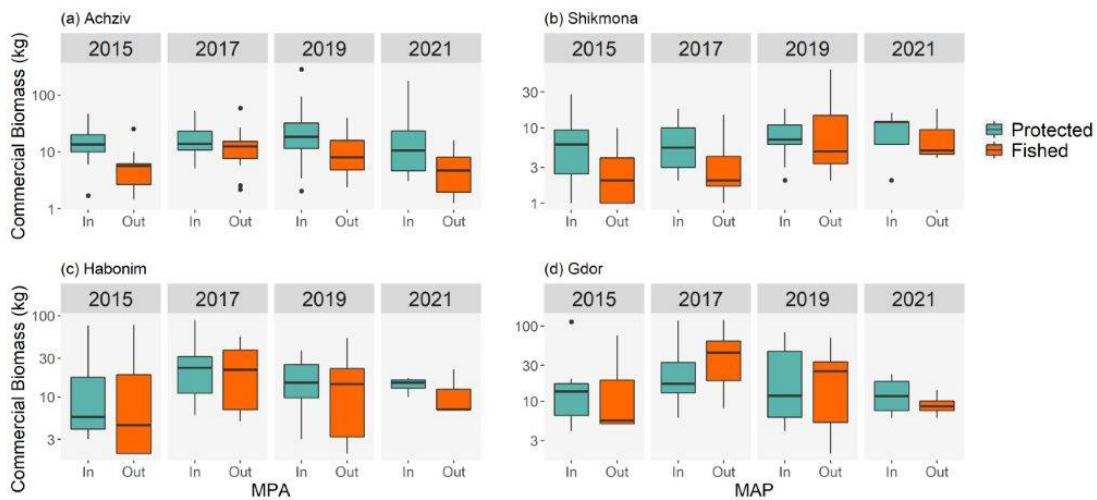 (a) Achziv
(b) Shikmona
2015 2017 2019 2021
2015 2017 2019 2021
Commercial Biomass (kg)
100
10
1
30
10
3
1
In Out In Out In Out In Out
In Out In Out In Out In Out
Protected
Fished
(c) Habonim
(d) Gdor
2015 2017 2019 2021
2015 2017 2019 2021
Commercial Biomass (kg)
100
30
10
3
100
30
10
3
In Out In Out In Out In Out
In Out In Out In Out In Out
MPA
MAP